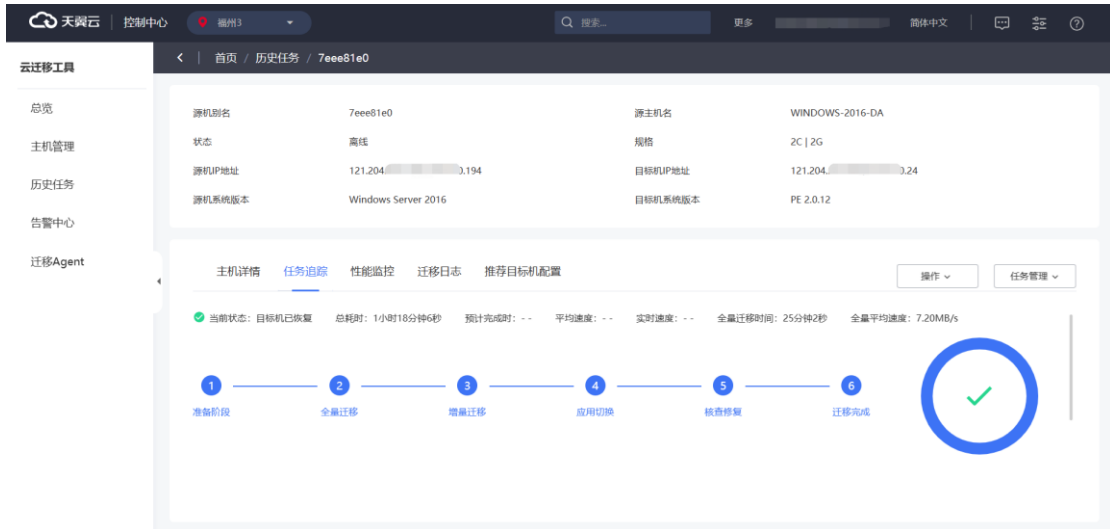 天翼云 控制中心 福州3 搜索... 更多 简体中文
云迁移工具
总览
主机管理
历史任务
告警中心
迁移Agent
首页 / 历史任务 / 7eee81e0
源机别名 7eee81e0 源主机名 WINDOWS-2016-DA
状态 离线 规格 2C | 2G
源机IP地址 121.204. 0.194 目标机IP地址 121.204. 0.24
源机系统版本 Windows Server 2016 目标机系统版本 PE 2.0.12
主机详情 任务追踪 性能监控 迁移日志 推荐目标机配置 操作 任务管理
当前状态：目标机已恢复 总耗时：1小时18分钟6秒 预计完成时：-- 平均速度：-- 实时速度：-- 全量迁移时间：25分钟2秒 全量平均速度：7.20MB/s
1 2 3 4 5 6
准备阶段 全量迁移 增量迁移 应用切换 核查修复 迁移完成